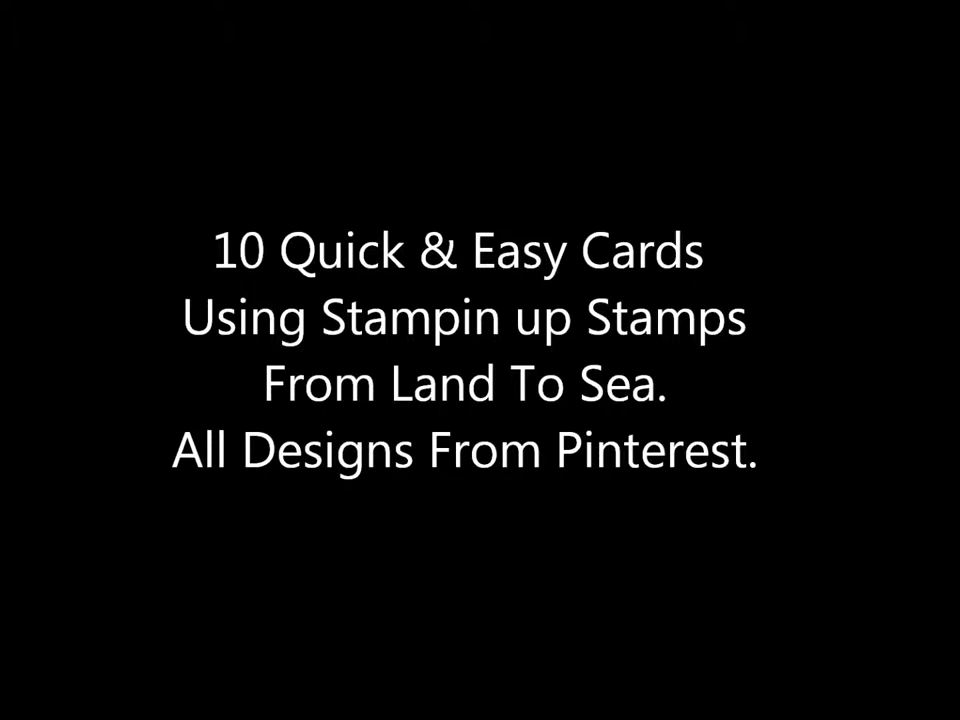 10 Quick & Easy Cards
Using Stampin up Stamps
From Land To Sea.
All Designs From Pinterest.